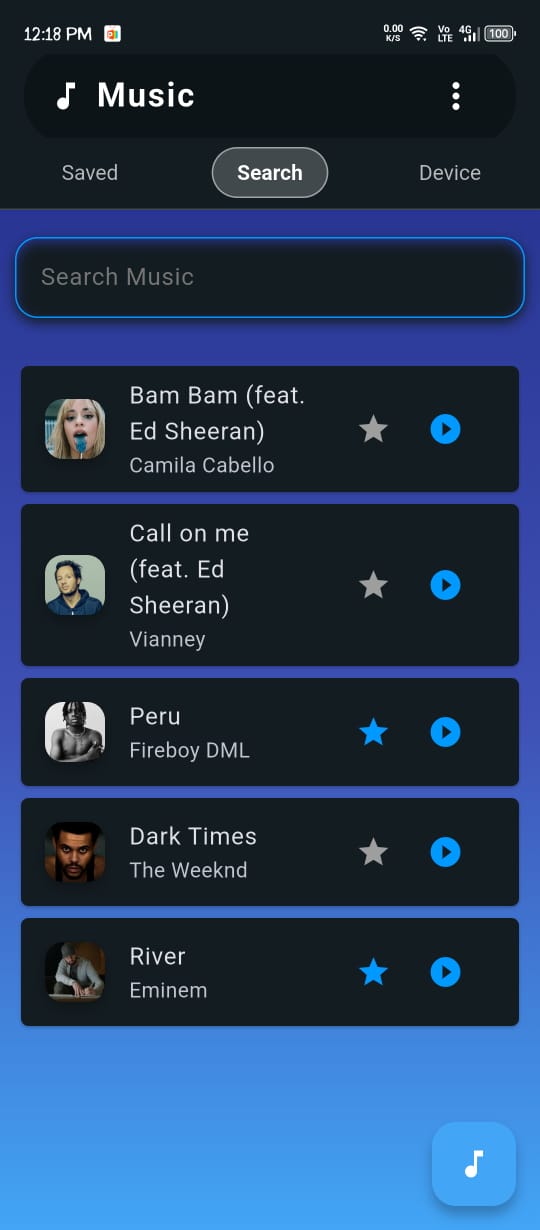 12:18 PM 0.00 K/S Vo LTE 4G 100
Music
Saved Search Device
Search Music
Bam Bam (feat.
Ed Sheeran)
Camila Cabello
Call on me
(feat. Ed
Sheeran)
Vianney
Peru
Fireboy DML
Dark Times
The Weeknd
River
Eminem